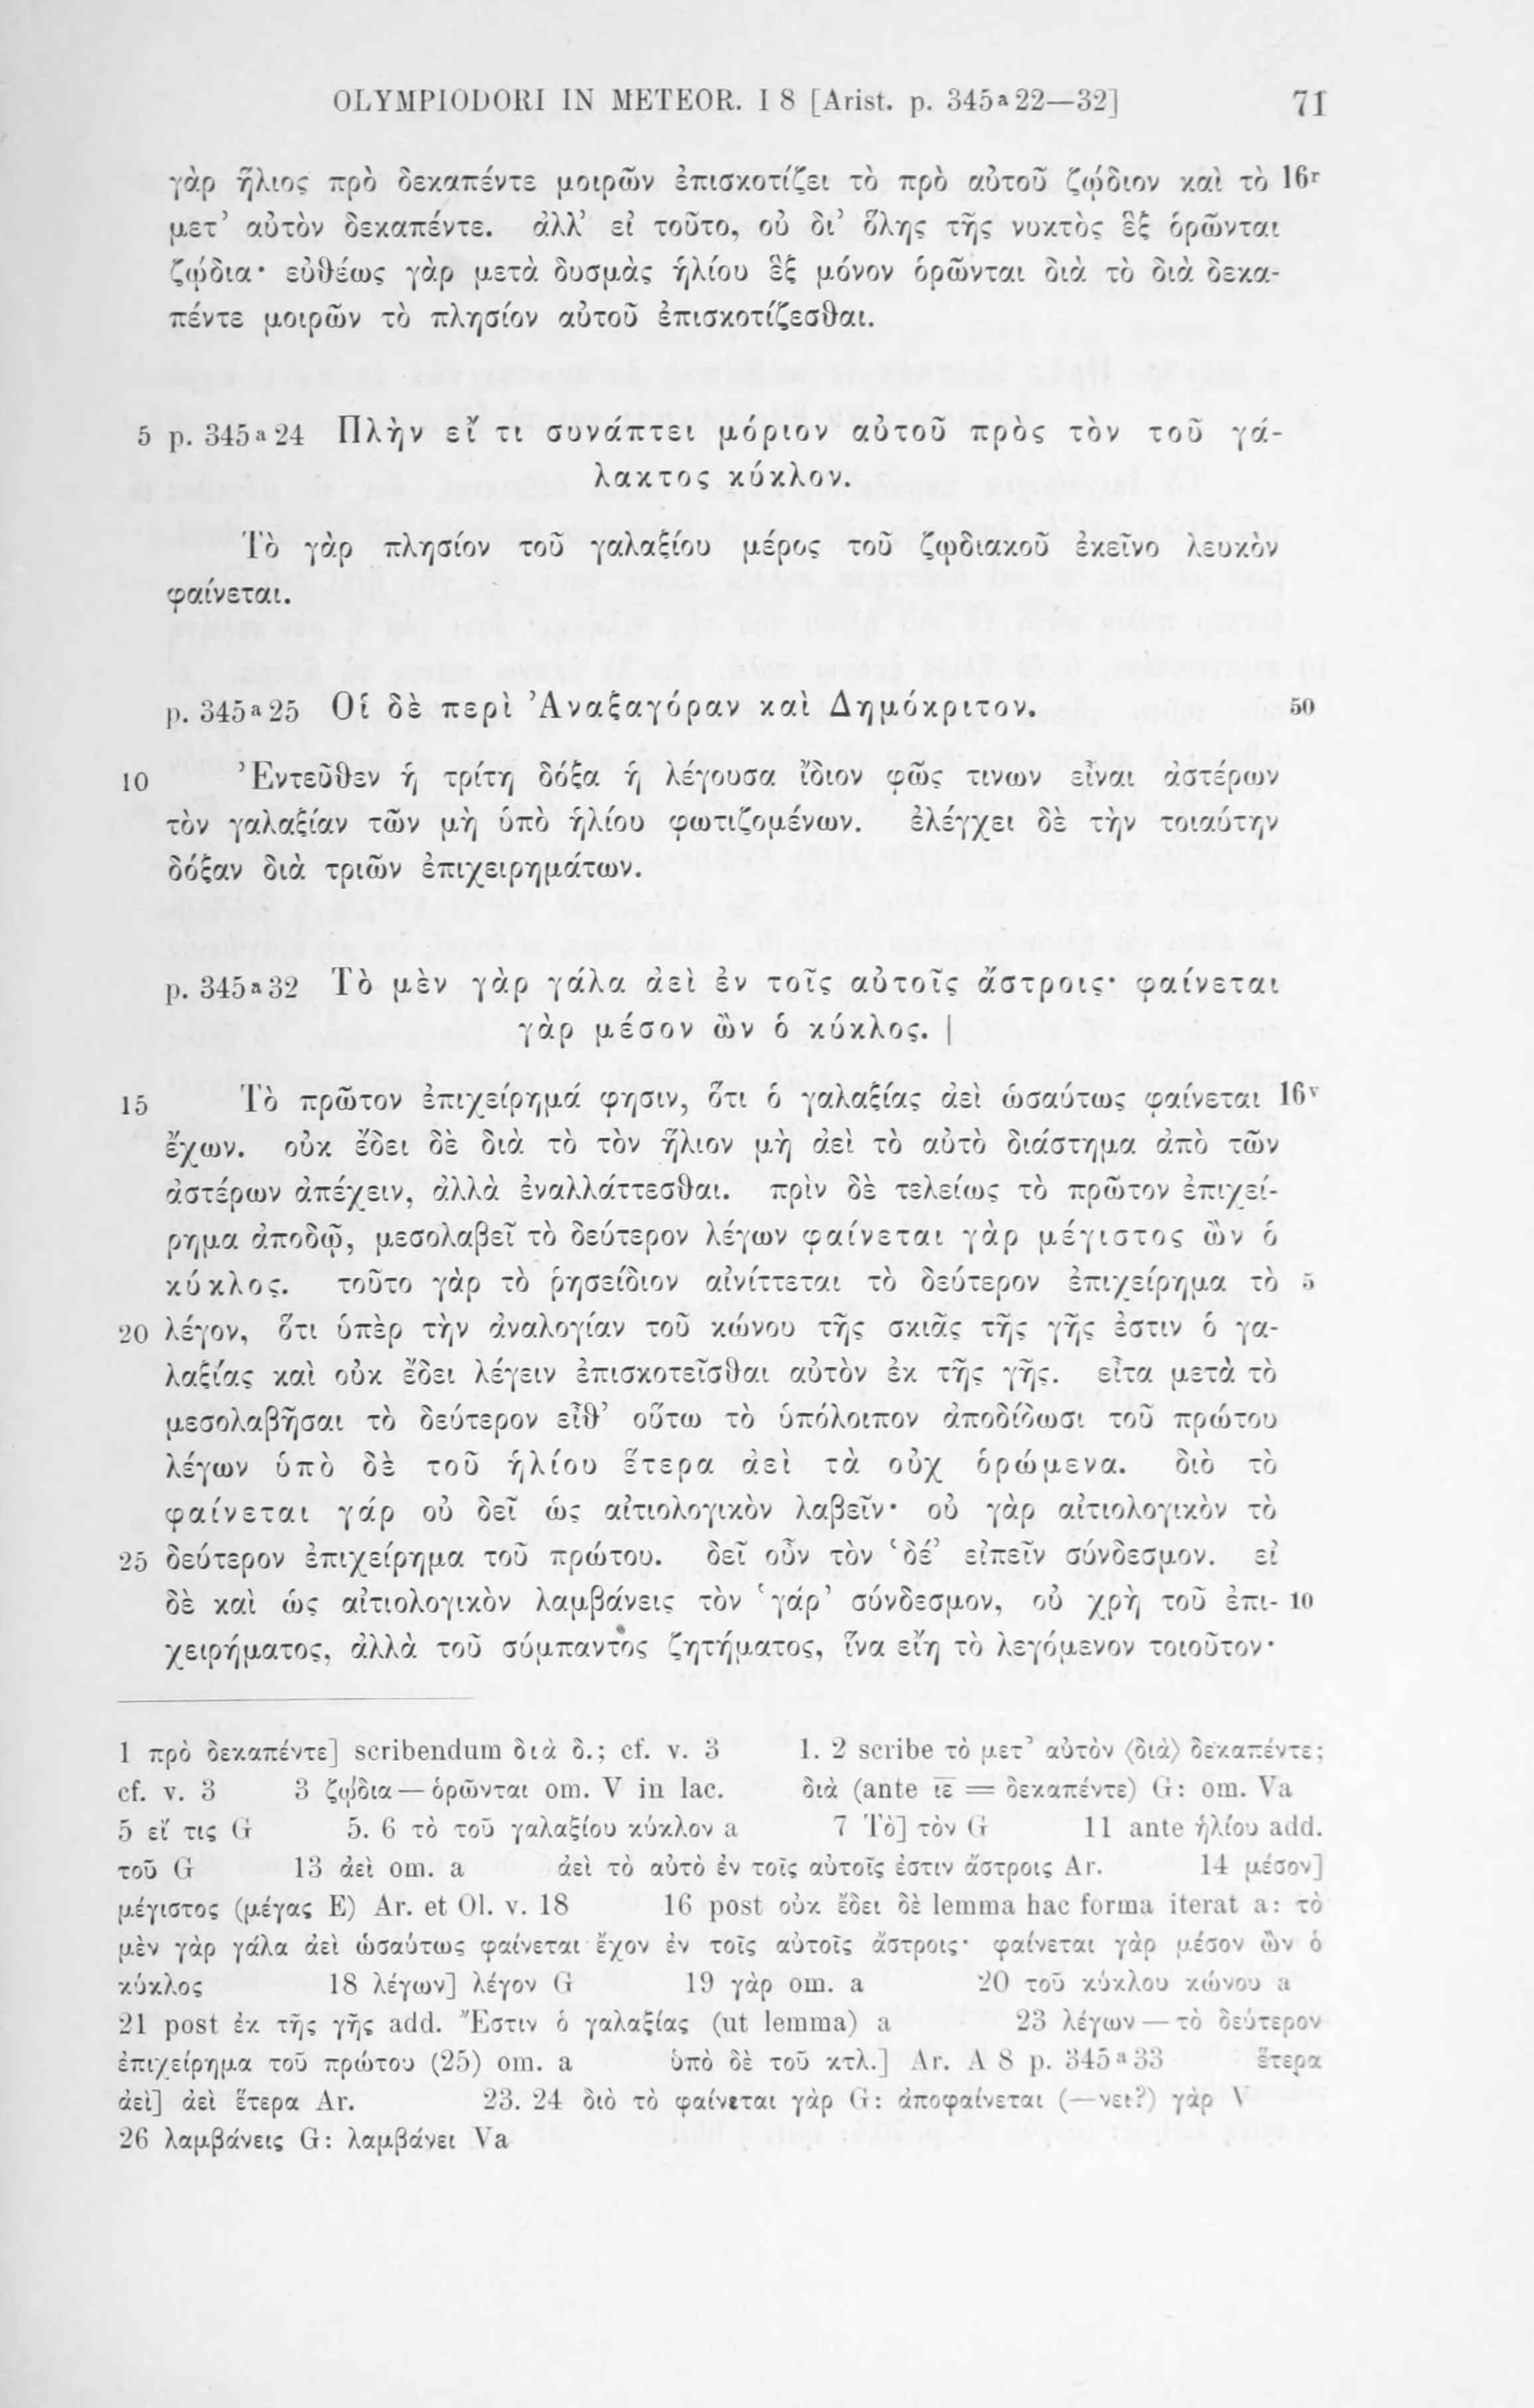 OLYMPIODORI IN METEOR. I 8 [Arist. p. 345ᵃ22—32] 71
γὰρ ἥλιος πρὸ δεκαπέντε μοιρῶν ἐπισκοτίζει τὸ πρὸ αὐτοῦ ζῴδιον καὶ τὸ 16ʳ
μετ’ αὐτὸν δεκαπέντε. ἀλλ’ εἰ τοῦτο, οὐ δι’ ὅλης τῆς νυκτὸς ἓξ ὁρῶνται
ζῴδια· εὐθέως γὰρ μετὰ δυσμὰς ἡλίου ἓξ μόνον ὁρῶνται διὰ τὸ διὰ δεκα-
πέντε μοιρῶν τὸ πλησίον αὐτοῦ ἐπισκοτίζεσθαι.
5 p. 345ᵃ24 Πλὴν εἴ τι συνάπτει μόριον αὐτοῦ πρὸς τὸν τοῦ γά-
λακτος κύκλον.
Τὸ γὰρ πλησίον τοῦ γαλαξίου μέρος τοῦ ζῳδιακοῦ ἐκεῖνο λευκὸν
φαίνεται.
p. 345ᵃ25 Οἱ δὲ περὶ Ἀναξαγόραν καὶ Δημόκριτον. 50
10 Ἐντεῦθεν ἡ τρίτη δόξα ἡ λέγουσα ἴδιον φῶς τινων εἶναι ἀστέρων
τὸν γαλαξίαν τῶν μὴ ὑπὸ ἡλίου φωτιζομένων. ἐλέγχει δὲ τὴν τοιαύτην
δόξαν διὰ τριῶν ἐπιχειρημάτων.
p. 345ᵃ32 Τὸ μὲν γὰρ γάλα ἀεὶ ἐν τοῖς αὐτοῖς ἄστροις· φαίνεται
γὰρ μέσον ὢν ὁ κύκλος. |
15 Τὸ πρῶτον ἐπιχείρημά φησιν, ὅτι ὁ γαλαξίας ἀεὶ ὡσαύτως φαίνεται 16ᵛ
ἔχων. οὐκ ἔδει δὲ διὰ τὸ τὸν ἥλιον μὴ ἀεὶ τὸ αὐτὸ διάστημα ἀπὸ τῶν
ἀστέρων ἀπέχειν, ἀλλὰ ἐναλλάττεσθαι. πρὶν δὲ τελείως τὸ πρῶτον ἐπιχεί-
ρημα ἀποδῷ, μεσολαβεῖ τὸ δεύτερον λέγων φαίνεται γὰρ μέγιστος ὢν ὁ
κύκλος. τοῦτο γὰρ τὸ ῥησείδιον αἰνίττεται τὸ δεύτερον ἐπιχείρημα τὸ 5
20 λέγον, ὅτι ὑπὲρ τὴν ἀναλογίαν τοῦ κώνου τῆς σκιᾶς τῆς γῆς ἐστιν ὁ γα-
λαξίας καὶ οὐκ ἔδει λέγειν ἐπισκοτεῖσθαι αὐτὸν ἐκ τῆς γῆς. εἶτα μετὰ τὸ
μεσολαβῆσαι τὸ δεύτερον εἶθ’ οὕτω τὸ ὑπόλοιπον ἀποδίδωσι τοῦ πρώτου
λέγων ὑπὸ δὲ τοῦ ἡλίου ἕτερα ἀεὶ τὰ οὐχ ὁρώμενα. διὸ τὸ
φαίνεται γάρ οὐ δεῖ ὡς αἰτιολογικὸν λαβεῖν· οὐ γὰρ αἰτιολογικὸν τὸ
25 δεύτερον ἐπιχείρημα τοῦ πρώτου. δεῖ οὖν τὸν ‘δέ’ εἰπεῖν σύνδεσμον. εἰ
δὲ καὶ ὡς αἰτιολογικὸν λαμβάνεις τὸν ‘γάρ’ σύνδεσμον, οὐ χρὴ τοῦ ἐπι- 10
χειρήματος, ἀλλὰ τοῦ σύμπαντος ζητήματος, ἵνα εἴη τὸ λεγόμενον τοιοῦτον·
1 πρὸ δεκαπέντε] scribendum διὰ δ.; cf. v. 3 1. 2 scribe τὸ μετ’ αὐτὸν ⟨διὰ⟩ δεκαπέντε;
cf. v. 3 3 ζῴδια — ὁρῶνται om. V in lac. διὰ (ante ι̅ε̅ = δεκαπέντε) G: om. Va
5 εἴ τις G 5. 6 τὸ τοῦ γαλαξίου κύκλον a 7 Τὸ] τὸν G 11 ante ἡλίου add.
τοῦ G 13 ἀεὶ om. a ἀεὶ τὸ αὐτὸ ἐν τοῖς αὐτοῖς ἐστιν ἄστροις Ar. 14 μέσον]
μέγιστος (μέγας E) Ar. et Ol. v. 18 16 post οὐκ ἔδει δὲ lemma hac forma iterat a: τὸ
μὲν γὰρ γάλα ἀεὶ ὡσαύτως φαίνεται ἔχον ἐν τοῖς αὐτοῖς ἄστροις· φαίνεται γὰρ μέσον ὢν ὁ
κύκλος 18 λέγων] λέγον G 19 γὰρ om. a 20 τοῦ κύκλου κώνου a
21 post ἐκ τῆς γῆς add. Ἔστιν ὁ γαλαξίας (ut lemma) a 23 λέγων — τὸ δεύτερον
ἐπιχείρημα τοῦ πρώτου (25) om. a ὑπὸ δὲ τοῦ κτλ.] Ar. A 8 p. 345ᵃ33 ἕτερα
ἀεὶ] ἀεὶ ἕτερα Ar. 23. 24 διὸ τὸ φαίνεται γὰρ G: ἀποφαίνεται (—νει?) γὰρ V
26 λαμβάνεις G: λαμβάνει Va